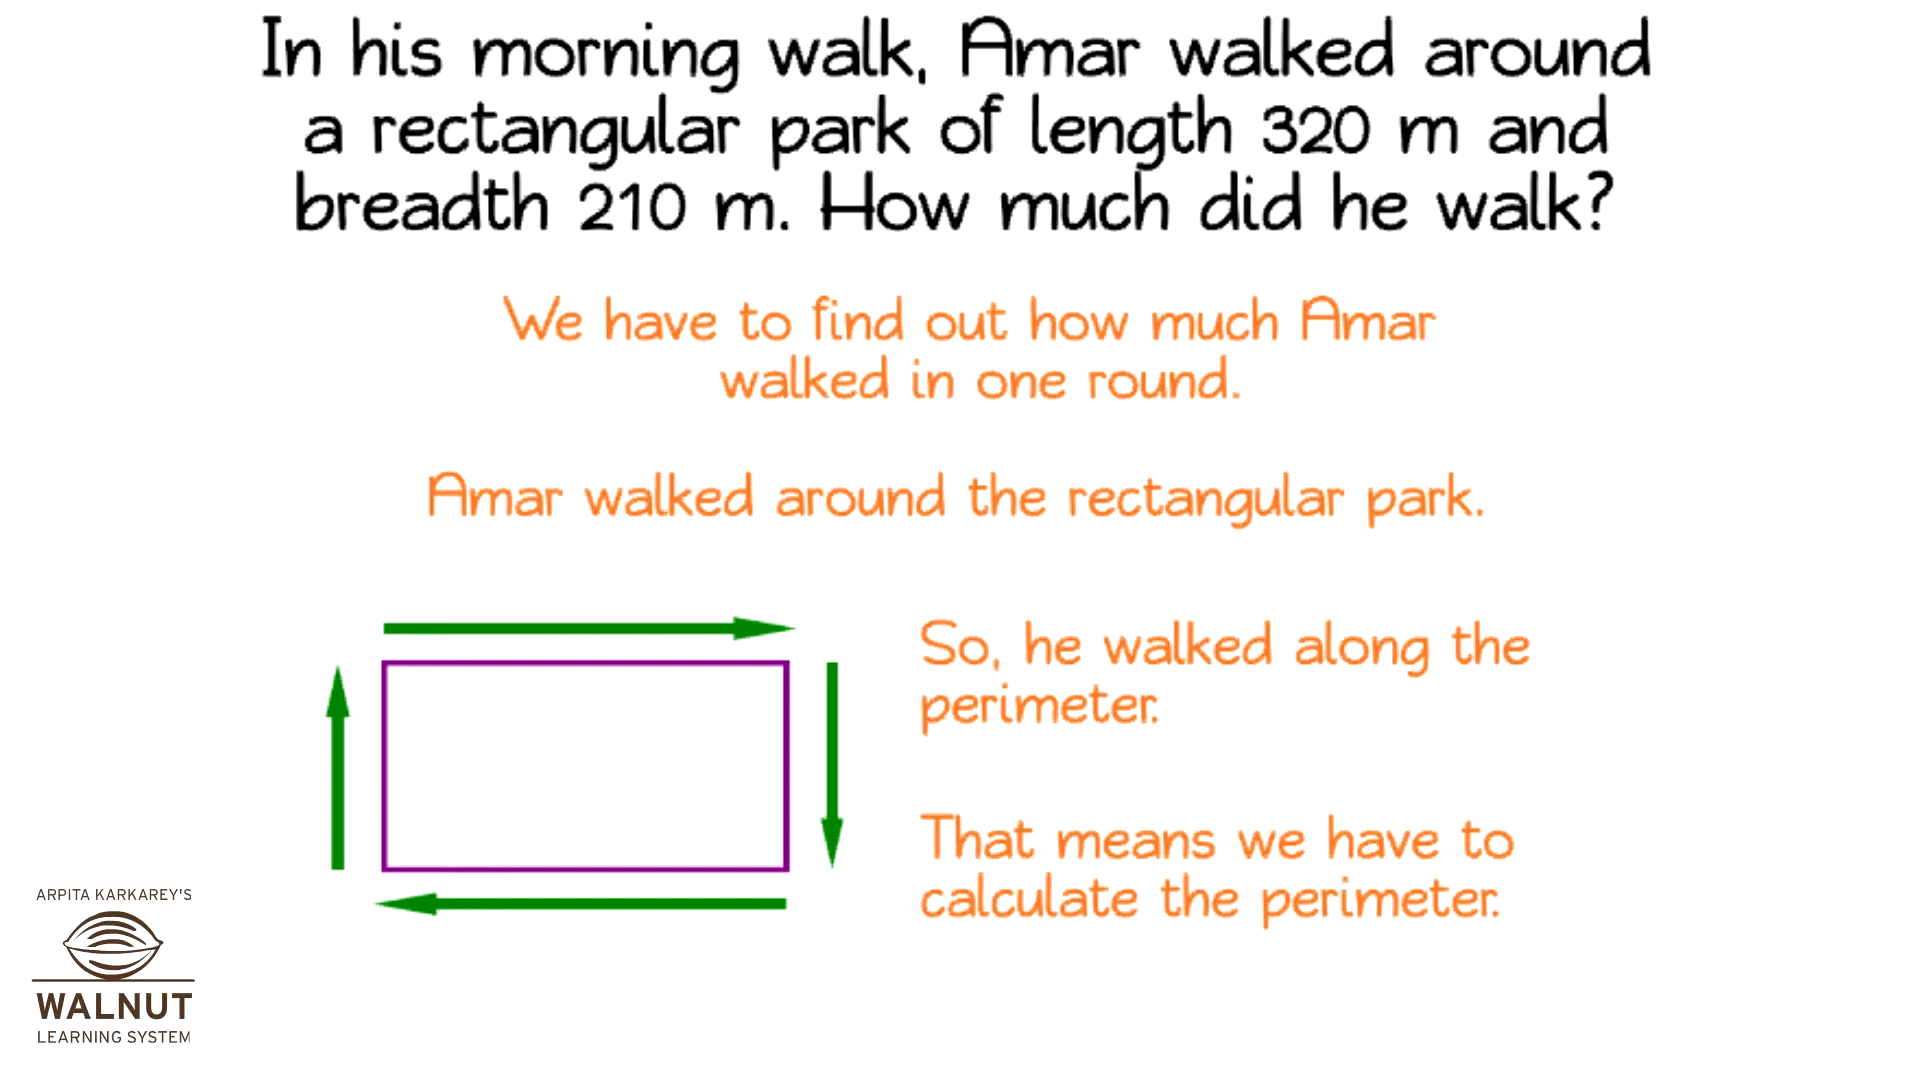 In his morning walk, Amar walked around
a rectangular park of length 320 m and
breadth 210 m. How much did he walk?
We have to find out how much Amar
walked in one round.
Amar walked around the rectangular park.
So, he walked along the
perimeter.
That means we have to
calculate the perimeter.
ARPITA KARKAREY'S
WALNUT
LEARNING SYSTEM